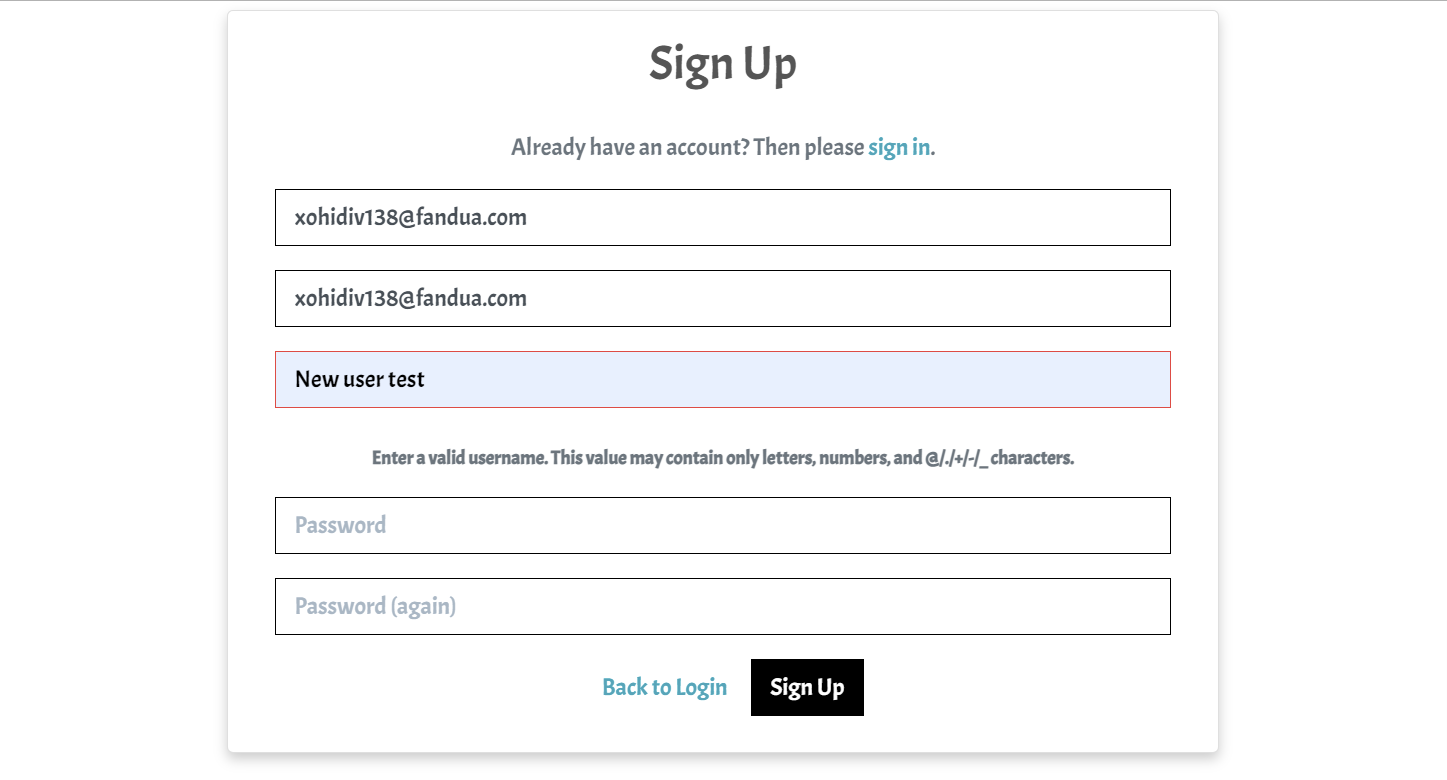 Sign Up
Already have an account? Then please sign in.
xohidiv138@fandua.com
xohidiv138@fandua.com
New user test
Enter a valid username. This value may contain only letters, numbers, and @/./+/-/_ characters.
Password
Password (again)
Back to Login Sign Up